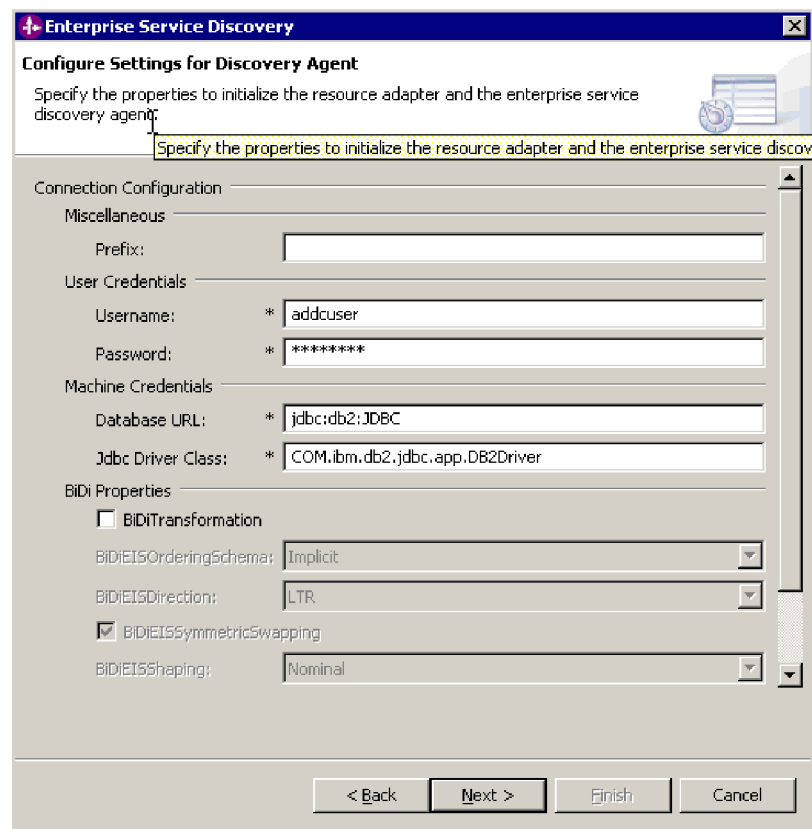 Enterprise Service Discovery
Configure Settings for Discovery Agent
Specify the properties to initialize the resource adapter and the enterprise service
discovery agent.
Specify the properties to initialize the resource adapter and the enterprise service discov
Connection Configuration
Miscellaneous
Prefix:
User Credentials
Username: * addcuser
Password: * ********
Machine Credentials
Database URL: * jdbc:db2:JDBC
Jdbc Driver Class: * COM.ibm.db2.jdbc.app.DB2Driver
BiDi Properties
BiDiTransformation
BiDiEISOrderingSchema: Implicit
BiDiEISDirection: LTR
BiDiEISSymmetricSwapping
BiDiEISShaping: Nominal
< Back Next > Finish Cancel